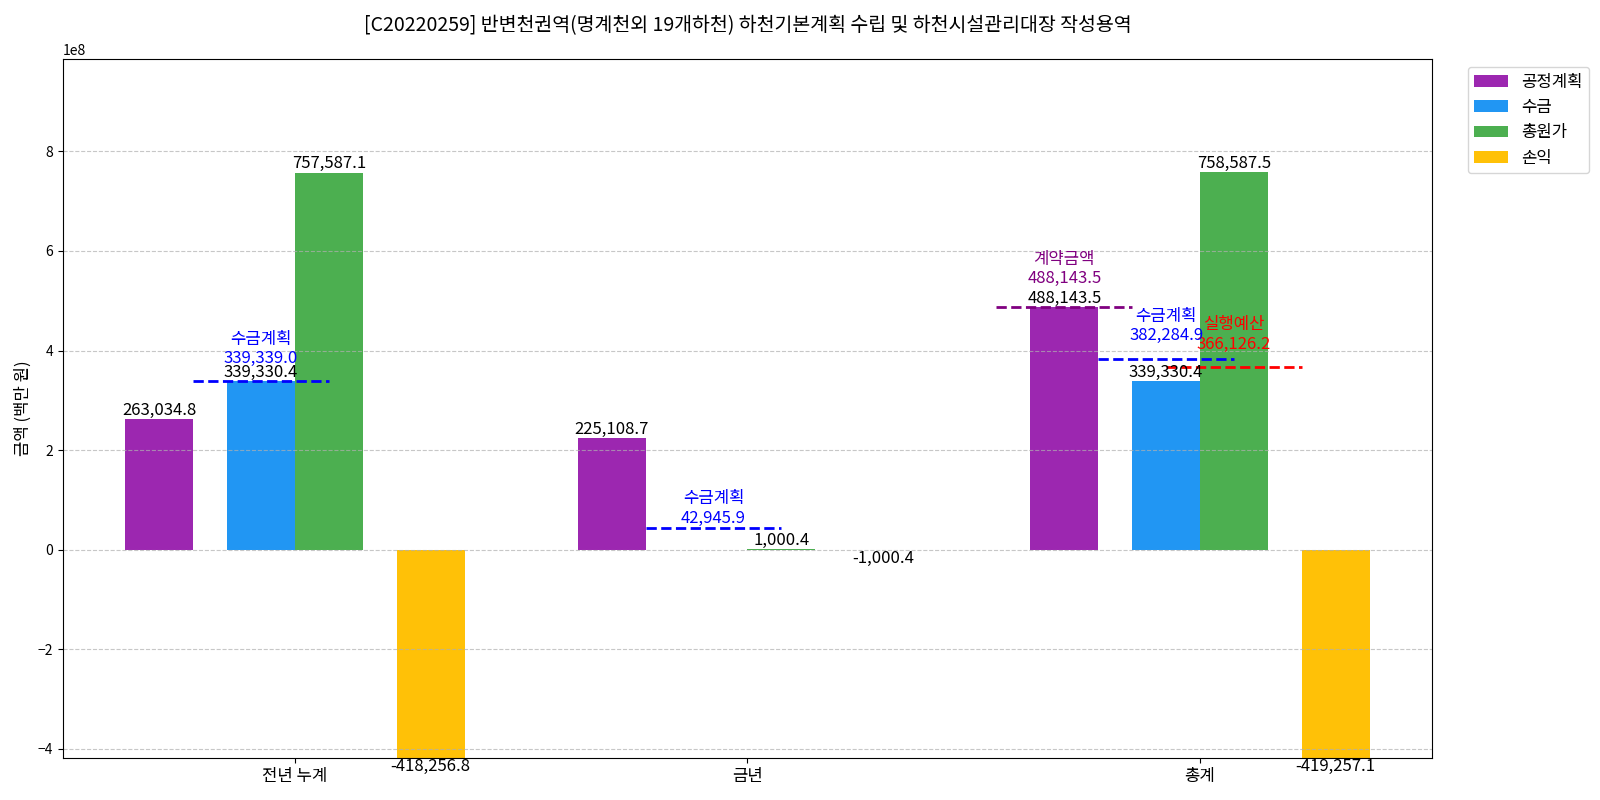 [C20220259] 반변천권역(명계천외 19개하천) 하천기본계획 수립 및 하천시설관리대장 작성용역
1e8
공정계획
수금
총원가
손익
금액 (백만 원)
8
6
4
2
0
−2
−4
757,587.1
수금계획
339,339.0
339,330.4
263,034.8
-418,256.8
225,108.7
수금계획
42,945.9
1,000.4
-1,000.4
758,587.5
계약금액
488,143.5
488,143.5
수금계획
382,284.9
실행예산
366,126.2
339,330.4
-419,257.1
전년 누계
금년
총계